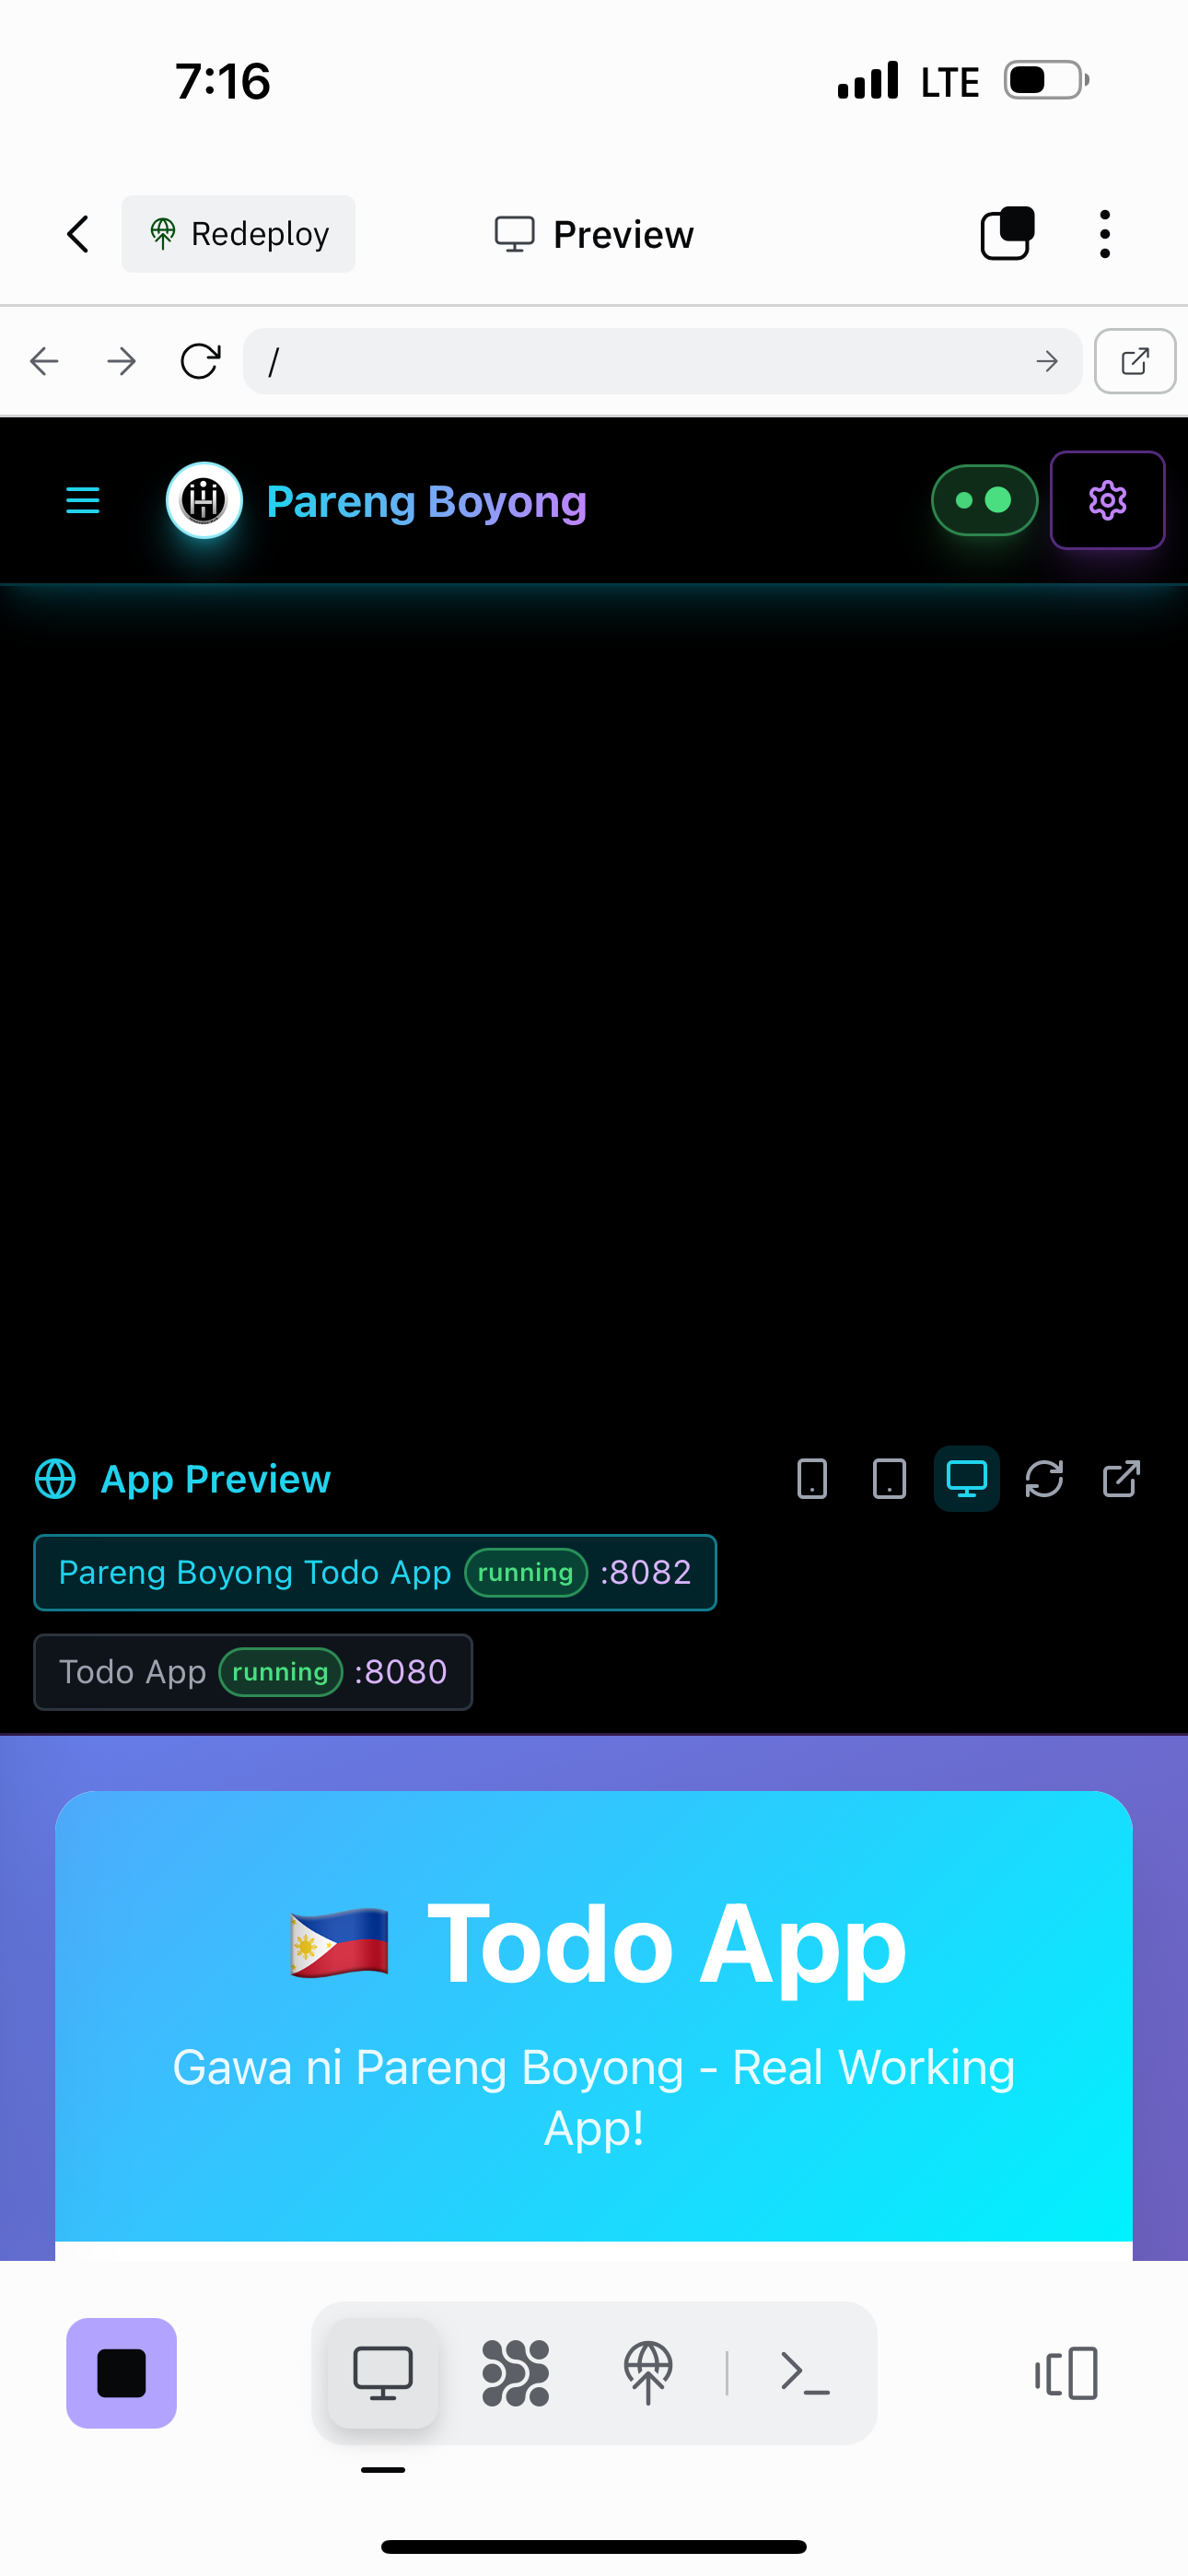 7:16
LTE
Redeploy
Preview
/
Pareng Boyong
App Preview
Pareng Boyong Todo App running :8082
Todo App running :8080
Todo App
Gawa ni Pareng Boyong - Real Working
App!